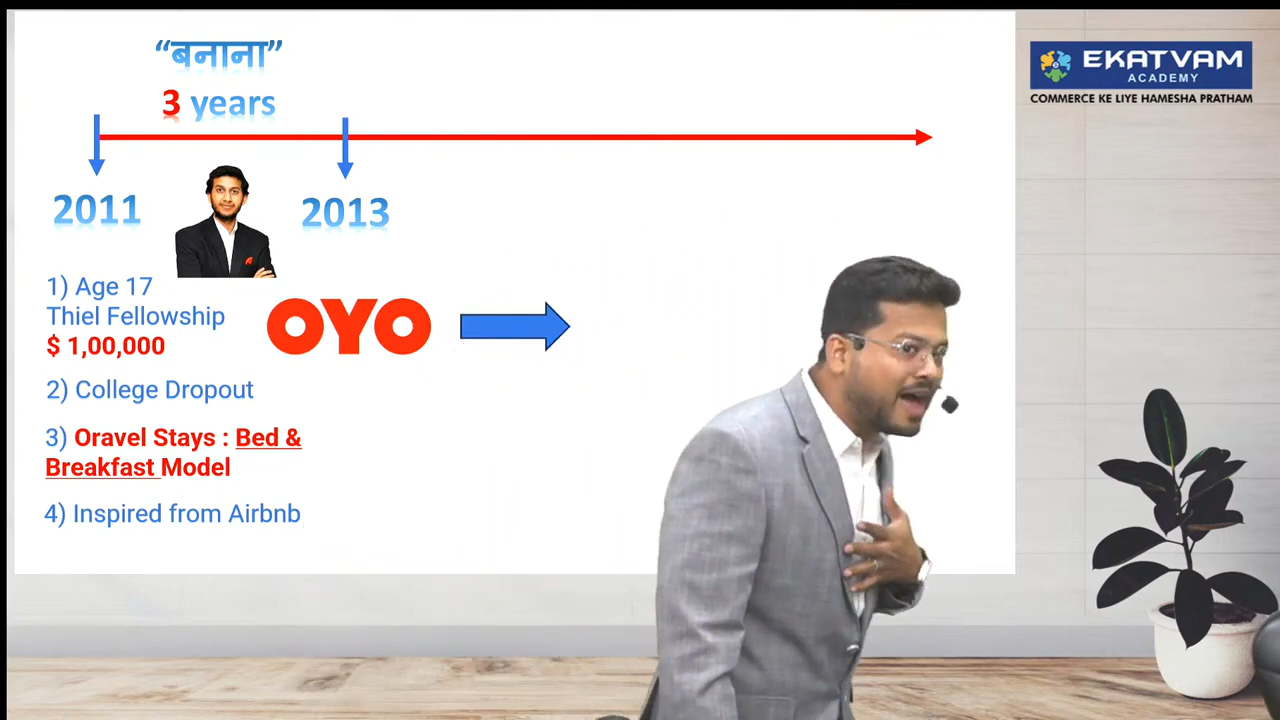 “बनाना”
3 years
2011
2013
1) Age 17
Thiel Fellowship
$ 1,00,000
OYO
2) College Dropout
3) Oravel Stays : Bed &
Breakfast Model
4) Inspired from Airbnb
EKATVAM
ACADEMY
COMMERCE KE LIYE HAMESHA PRATHAM